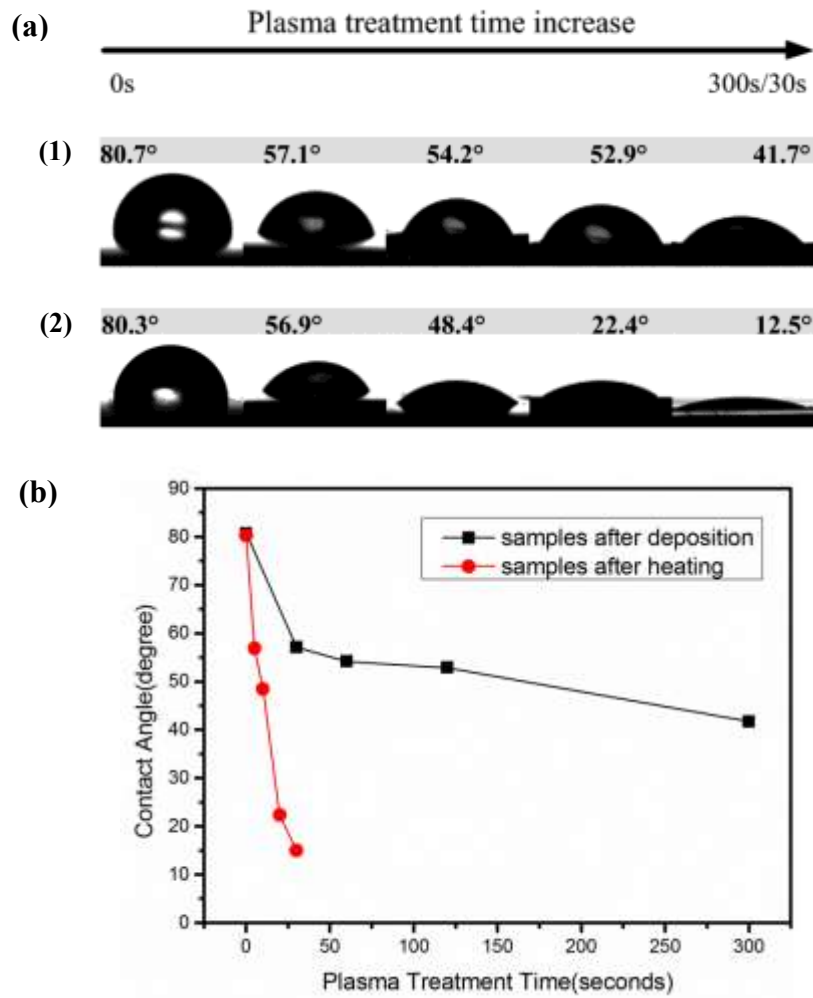 (a)
Plasma treatment time increase
0s 300s/30s
(1)
80.7° 57.1° 54.2° 52.9° 41.7°
(2)
80.3° 56.9° 48.4° 22.4° 12.5°
(b)
90
80
70
60
50
40
30
20
10
0
Contact Angle(degree)
samples after deposition
samples after heating
0 50 100 150 200 250 300
Plasma Treatment Time(seconds)